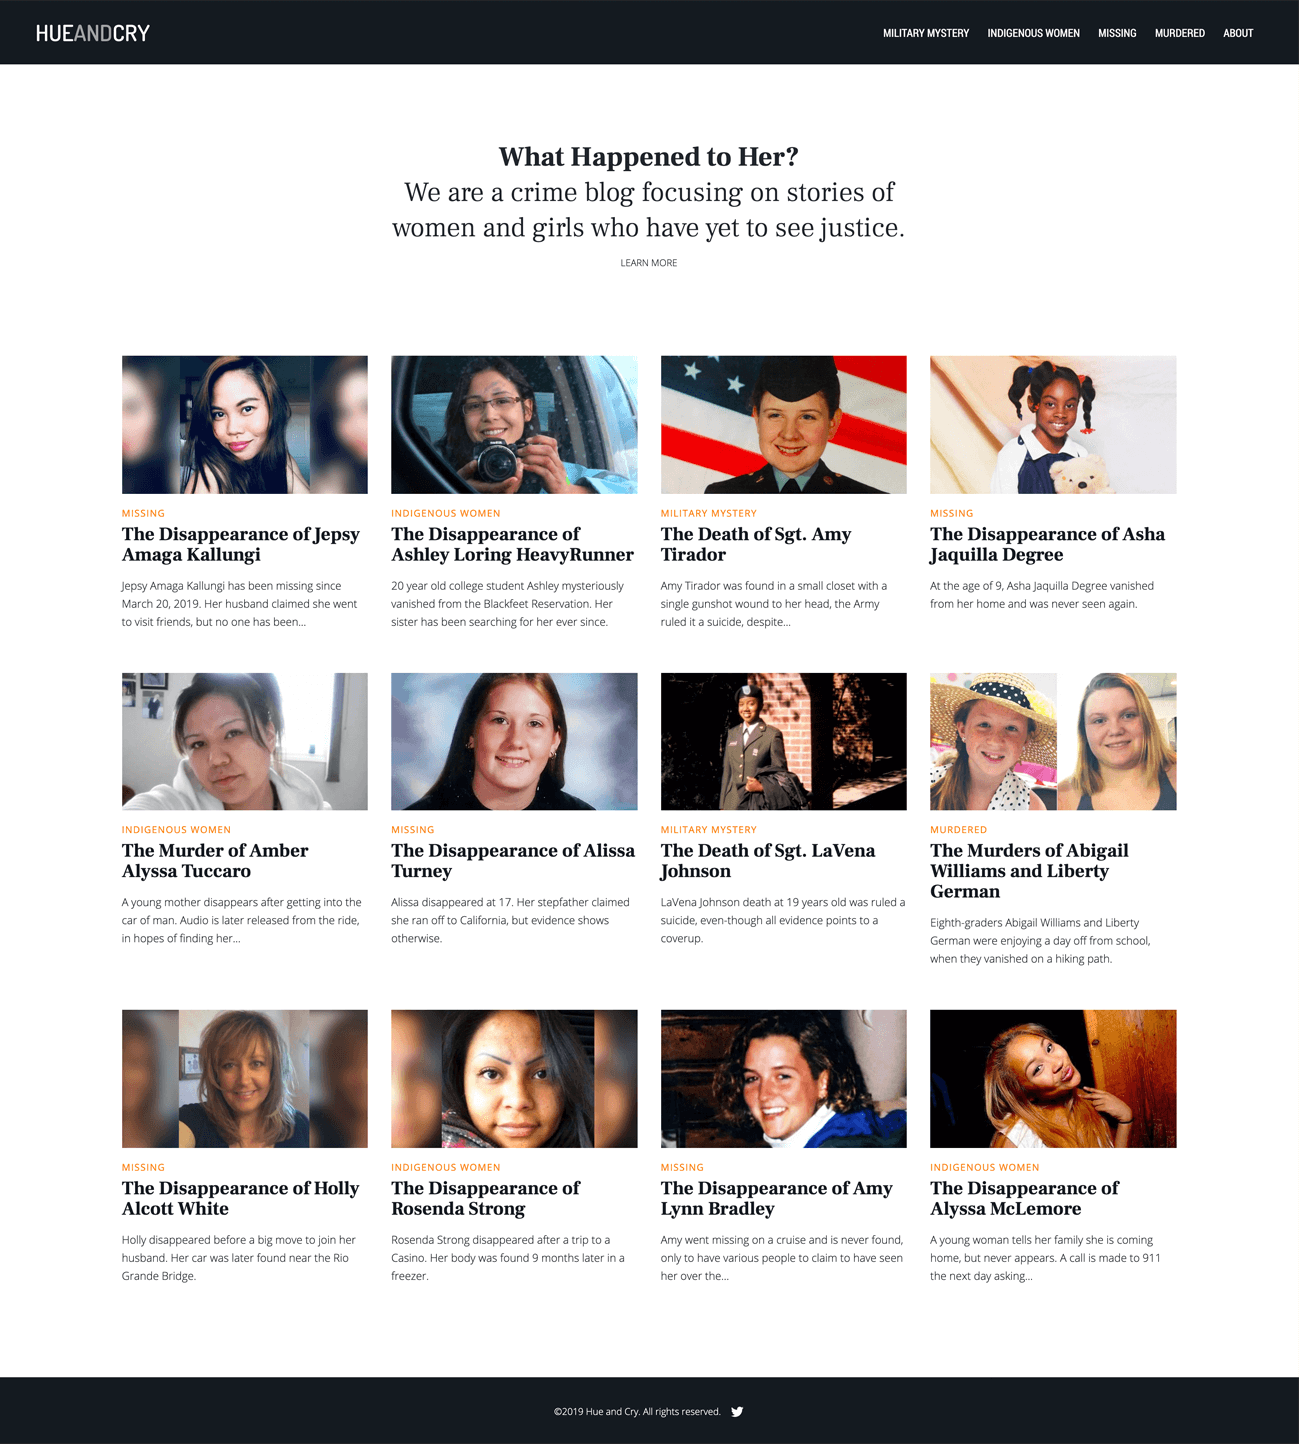 HUEANDCRY
MILITARY MYSTERY INDIGENOUS WOMEN MISSING MURDERED ABOUT
What Happened to Her?
We are a crime blog focusing on stories of
women and girls who have yet to see justice.
LEARN MORE
MISSING
The Disappearance of Jepsy
Amaga Kallungi
Jepsy Amaga Kallungi has been missing since
March 20, 2019. Her husband claimed she went
to visit friends, but no one has been...
INDIGENOUS WOMEN
The Disappearance of
Ashley Loring HeavyRunner
20 year old college student Ashley mysteriously
vanished from the Blackfeet Reservation. Her
sister has been searching for her ever since.
MILITARY MYSTERY
The Death of Sgt. Amy
Tirador
Amy Tirador was found in a small closet with a
single gunshot wound to her head, the Army
ruled it a suicide, despite...
MISSING
The Disappearance of Asha
Jaquilla Degree
At the age of 9, Asha Jaquilla Degree vanished
from her home and was never seen again.
INDIGENOUS WOMEN
The Murder of Amber
Alyssa Tuccaro
A young mother disappears after getting into the
car of man. Audio is later released from the ride,
in hopes of finding her...
MISSING
The Disappearance of Alissa
Turney
Alissa disappeared at 17. Her stepfather claimed
she ran off to California, but evidence shows
otherwise.
MILITARY MYSTERY
The Death of Sgt. LaVena
Johnson
LaVena Johnson death at 19 years old was ruled a
suicide, even-though all evidence points to a
coverup.
MURDERED
The Murders of Abigail
Williams and Liberty
German
Eighth-graders Abigail Williams and Liberty
German were enjoying a day off from school,
when they vanished on a hiking path.
MISSING
The Disappearance of Holly
Alcott White
Holly disappeared before a big move to join her
husband. Her car was later found near the Rio
Grande Bridge.
INDIGENOUS WOMEN
The Disappearance of
Rosenda Strong
Rosenda Strong disappeared after a trip to a
Casino. Her body was found 9 months later in a
freezer.
MISSING
The Disappearance of Amy
Lynn Bradley
Amy went missing on a cruise and is never found,
only to have various people to claim to have seen
her over the...
INDIGENOUS WOMEN
The Disappearance of
Alyssa McLemore
A young woman tells her family she is coming
home, but never appears. A call is made to 911
the next day asking...
©2019 Hue and Cry. All rights reserved.